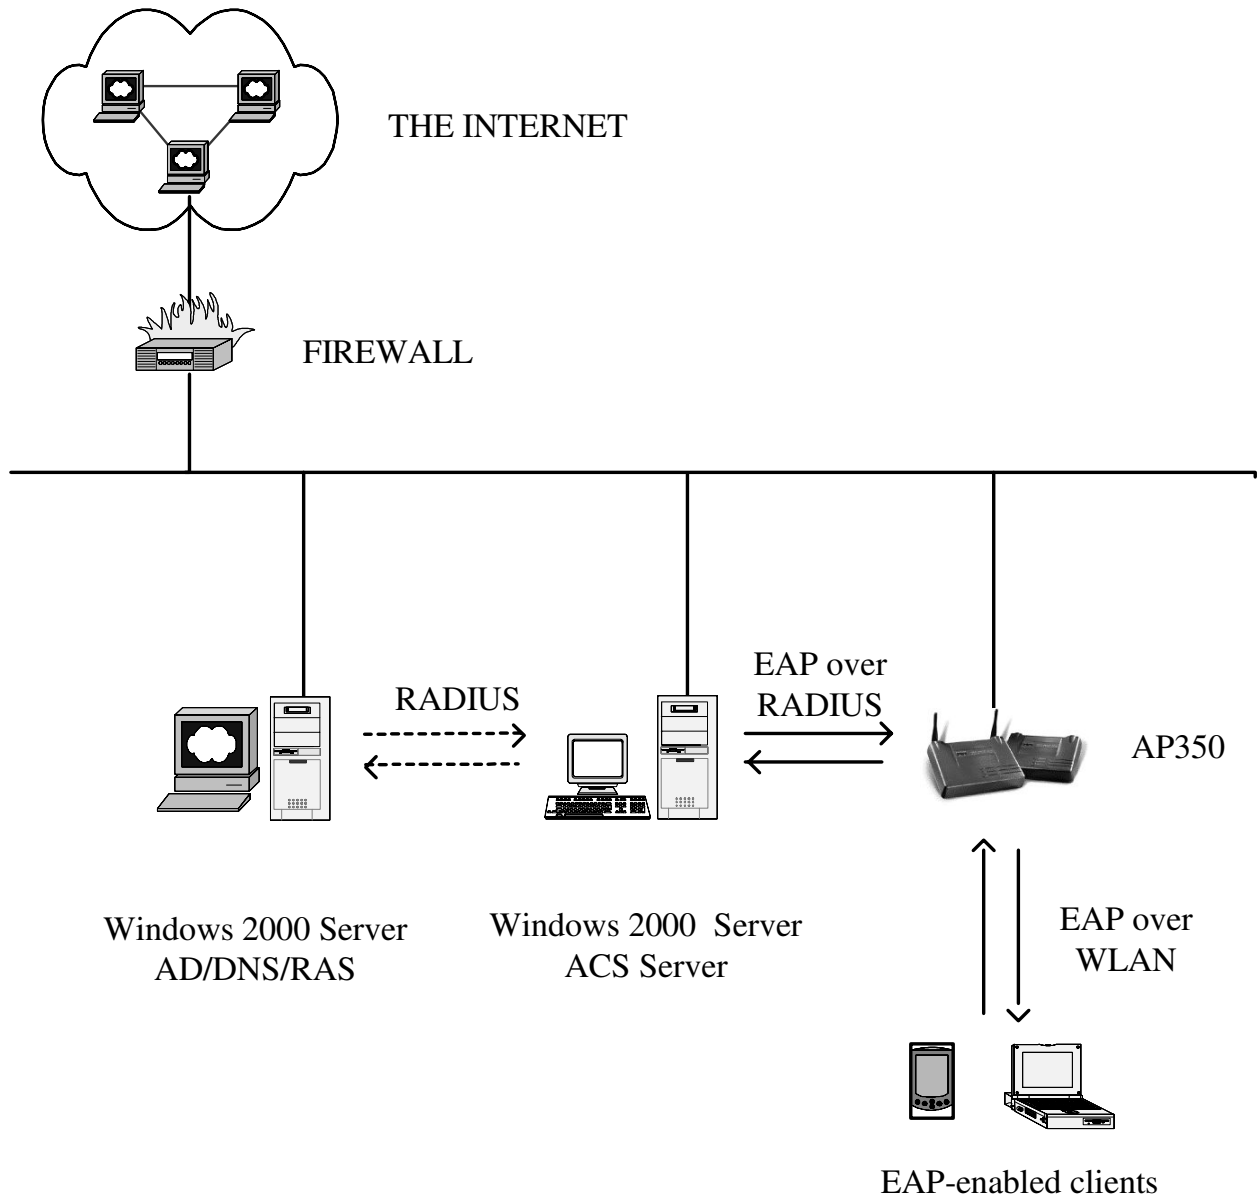 THE INTERNET
FIREWALL
RADIUS
EAP over
RADIUS
AP350
Windows 2000 Server
AD/DNS/RAS
Windows 2000 Server
ACS Server
EAP over
WLAN
EAP-enabled clients